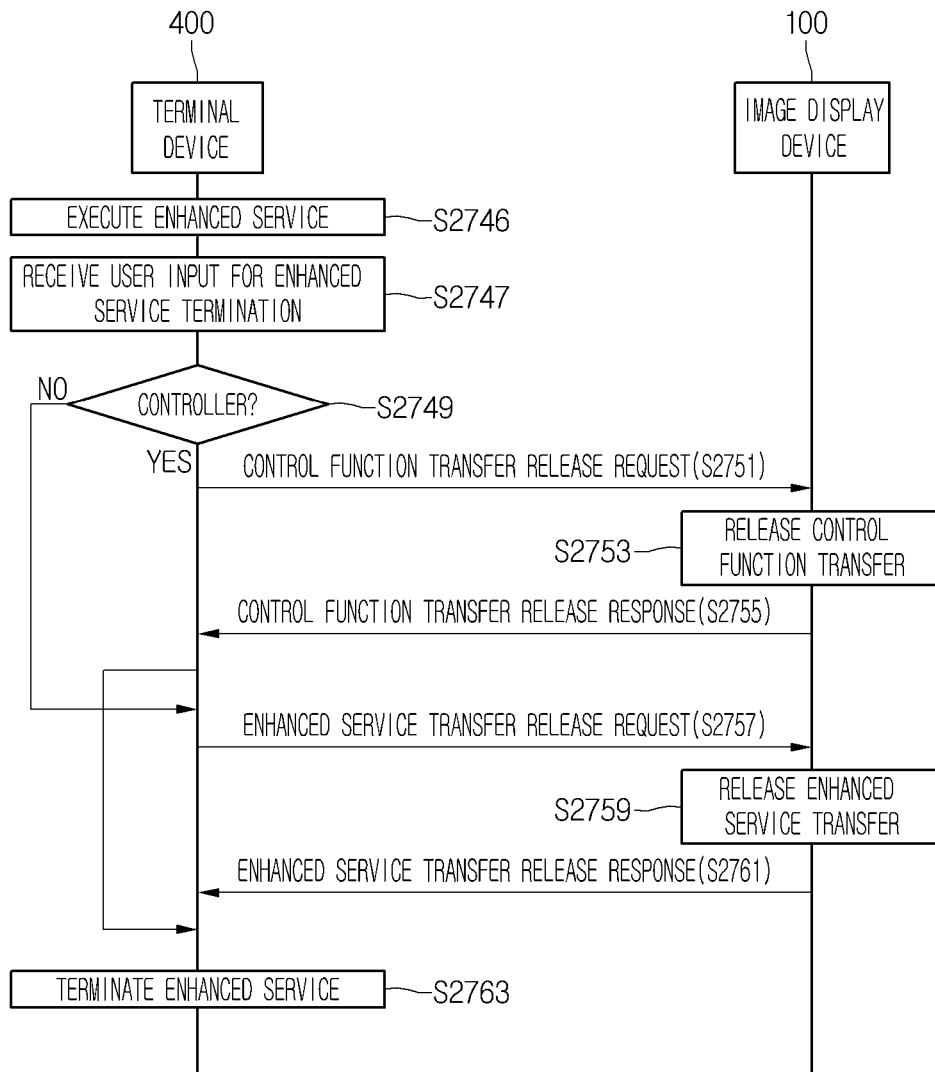 400
100
TERMINAL
DEVICE
IMAGE DISPLAY
DEVICE
EXECUTE ENHANCED SERVICE
S2746
RECEIVE USER INPUT FOR ENHANCED
SERVICE TERMINATION
S2747
NO
CONTROLLER?
S2749
YES
CONTROL FUNCTION TRANSFER RELEASE REQUEST(S2751)
S2753
RELEASE CONTROL
FUNCTION TRANSFER
CONTROL FUNCTION TRANSFER RELEASE RESPONSE(S2755)
ENHANCED SERVICE TRANSFER RELEASE REQUEST(S2757)
S2759
RELEASE ENHANCED
SERVICE TRANSFER
ENHANCED SERVICE TRANSFER RELEASE RESPONSE(S2761)
TERMINATE ENHANCED SERVICE
S2763